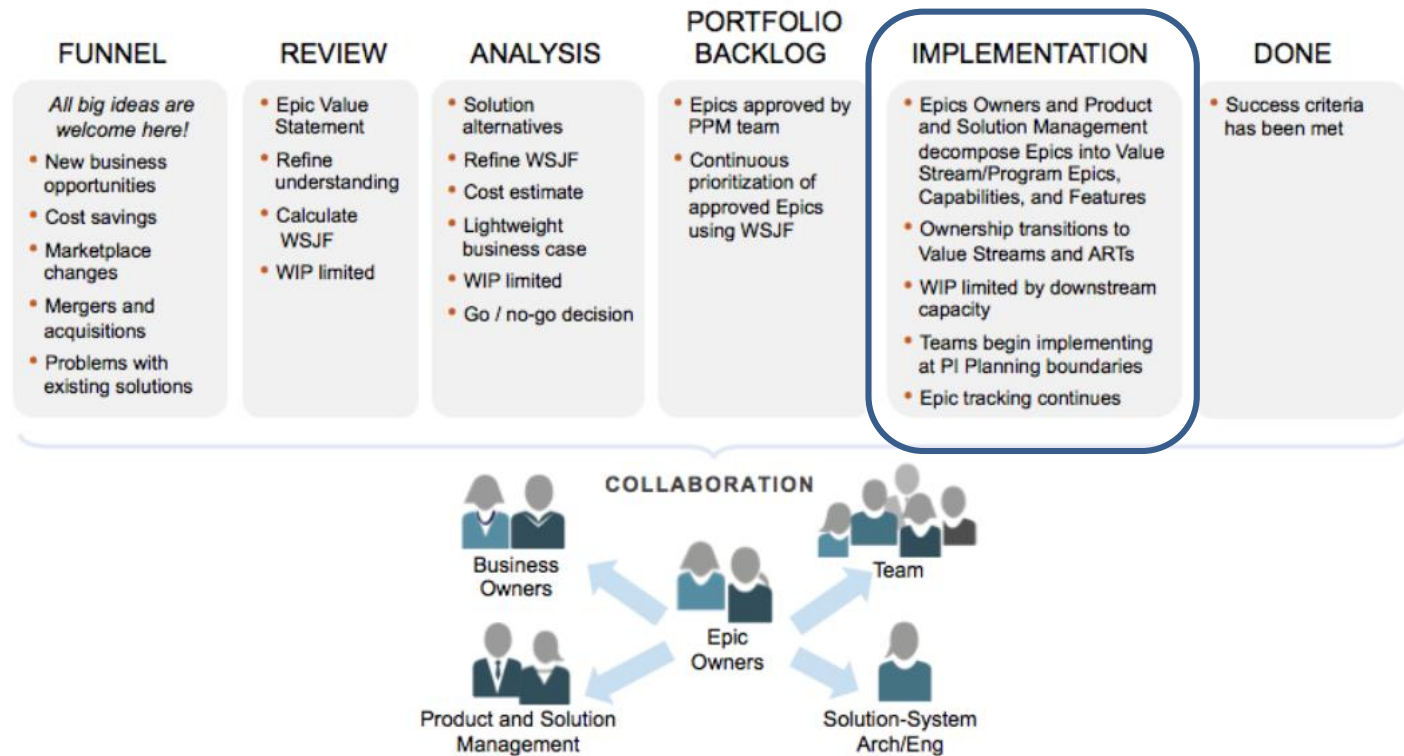 FUNNEL
All big ideas are
welcome here!
• New business
opportunities
• Cost savings
• Marketplace
changes
• Mergers and
acquisitions
• Problems with
existing solutions
REVIEW
• Epic Value
Statement
• Refine
understanding
• Calculate
WSJF
• WIP limited
ANALYSIS
• Solution
alternatives
• Refine WSJF
• Cost estimate
• Lightweight
business case
• WIP limited
• Go / no-go decision
PORTFOLIO
BACKLOG
• Epics approved by
PPM team
• Continuous
prioritization of
approved Epics
using WSJF
IMPLEMENTATION
• Epics Owners and Product
and Solution Management
decompose Epics into Value
Stream/Program Epics,
Capabilities, and Features
• Ownership transitions to
Value Streams and ARTs
• WIP limited by downstream
capacity
• Teams begin implementing
at PI Planning boundaries
• Epic tracking continues
DONE
• Success criteria
has been met
COLLABORATION
Business
Owners
Team
Epic
Owners
Product and Solution
Management
Solution-System
Arch/Eng